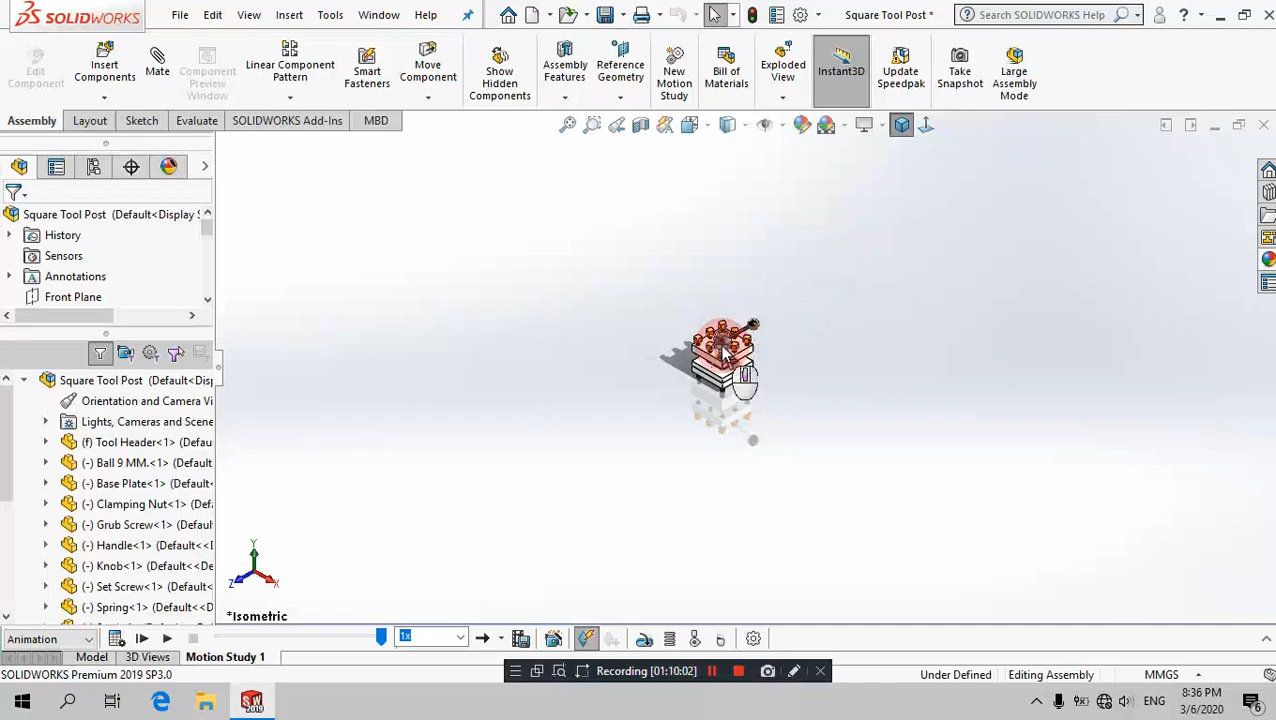 SOLIDWORKS
File
Edit
View
Insert
Tools
Window
Help
Square Tool Post *
Search SOLIDWORKS Help
?
Edit Component
Insert Components
Mate
Component Preview Window
Linear Component Pattern
Smart Fasteners
Move Component
Show Hidden Components
Assembly Features
Reference Geometry
New Motion Study
Bill of Materials
Exploded View
Instant3D
Update Speedpak
Take Snapshot
Large Assembly Mode
Assembly
Layout
Sketch
Evaluate
SOLIDWORKS Add-Ins
MBD
Square Tool Post (Default<Display S
History
Sensors
Annotations
Front Plane
Square Tool Post (Default<Disp
Orientation and Camera Vi
Lights, Cameras and Scene
(f) Tool Header<1> (Defau
(-) Ball 9 MM.<1> (Default
(-) Base Plate<1> (Default
(-) Clamping Nut<1> (Def
(-) Grub Screw<1> (Defau
(-) Handle<1> (Default<<D
(-) Knob<1> (Default<<Di
(-) Set Screw<1> (Default
(-) Spring<1> (Default<<D
Y
Z
X
*Isometric
Animation
1x
Model
3D Views
Motion Study 1
Recording [01:10:02]
SOLIDWORKS Premium 2019 SP3.0
Under Defined
Editing Assembly
MMGS
SW
2019
ENG
8:36 PM
3/6/2020
6